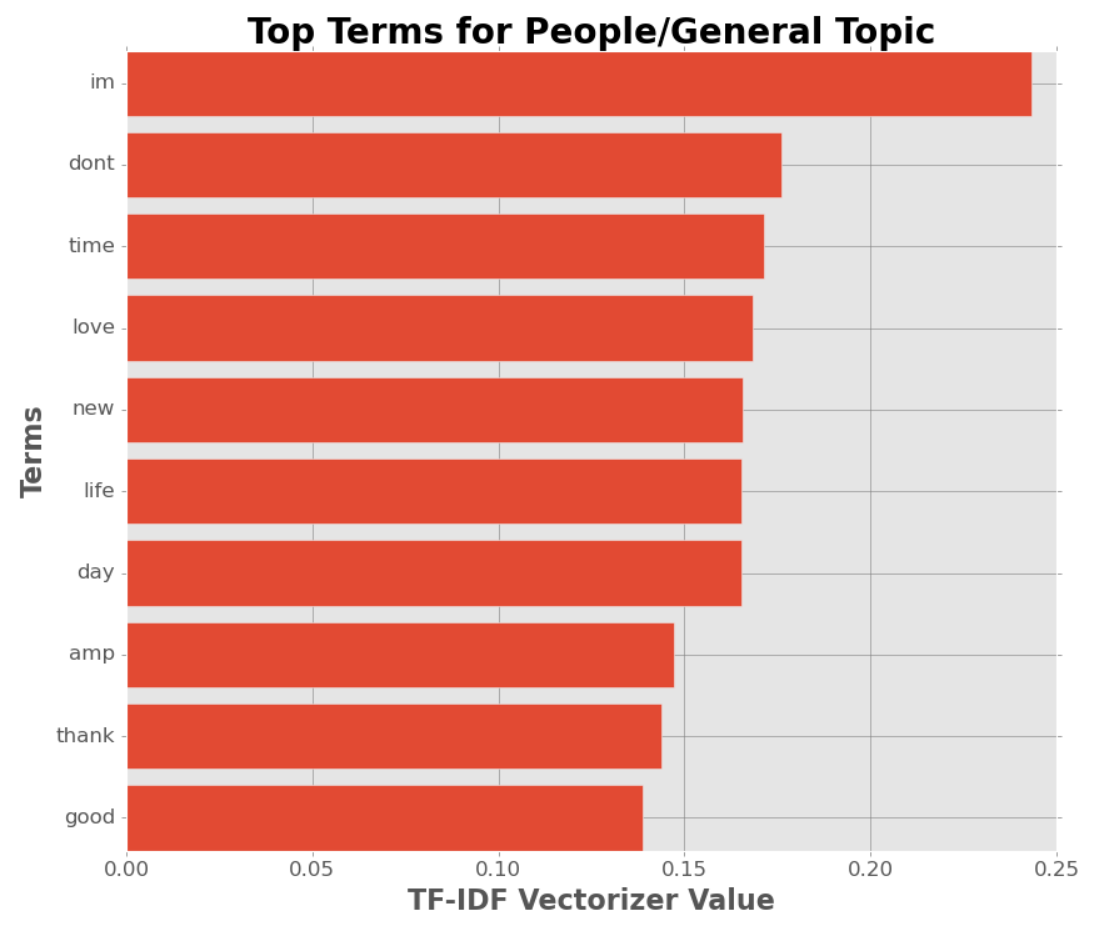 Top Terms for People/General Topic
im
dont
time
love
new
life
day
amp
thank
good
Terms
0.00 0.05 0.10 0.15 0.20 0.25
TF-IDF Vectorizer Value